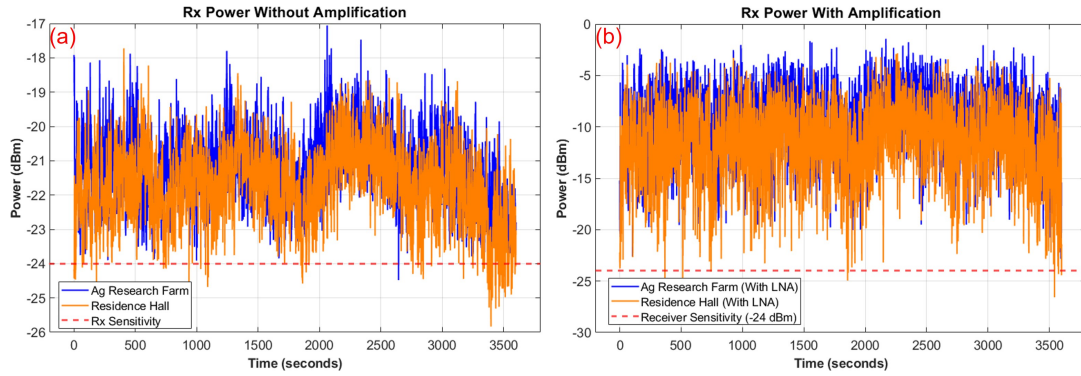 Rx Power Without Amplification
(a)
-17
-18
-19
-20
-21
-22
-23
-24
-25
-26
Power (dBm)
Ag Research Farm
Residence Hall
Rx Sensitivity
0 500 1000 1500 2000 2500 3000 3500
Time (seconds)
Rx Power With Amplification
(b)
0
-5
-10
-15
-20
-25
-30
Power (dBm)
Ag Research Farm (With LNA)
Residence Hall (With LNA)
Receiver Sensitivity (-24 dBm)
0 500 1000 1500 2000 2500 3000 3500
Time (seconds)